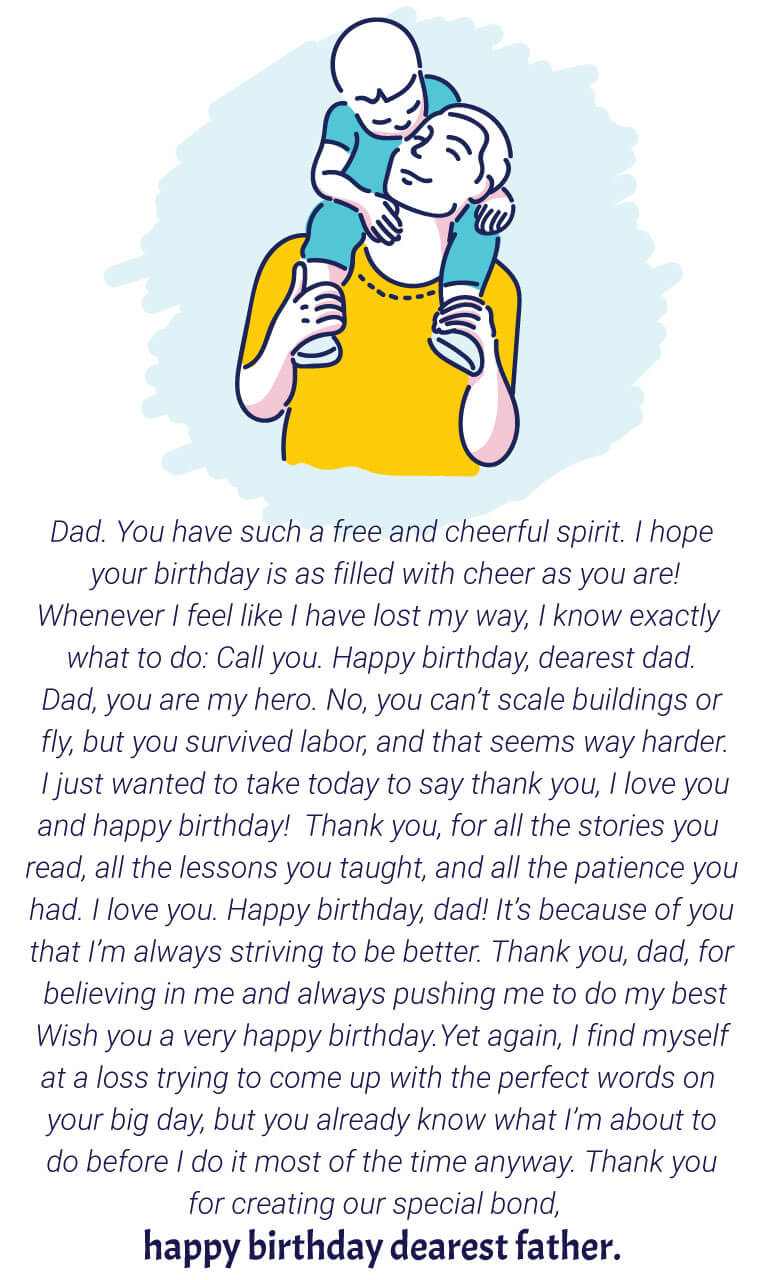 Dad. You have such a free and cheerful spirit. I hope
your birthday is as filled with cheer as you are!
Whenever I feel like I have lost my way, I know exactly
what to do: Call you. Happy birthday, dearest dad.
Dad, you are my hero. No, you can’t scale buildings or
fly, but you survived labor, and that seems way harder.
I just wanted to take today to say thank you, I love you
and happy birthday! Thank you, for all the stories you
read, all the lessons you taught, and all the patience you
had. I love you. Happy birthday, dad! It’s because of you
that I’m always striving to be better. Thank you, dad, for
believing in me and always pushing me to do my best
Wish you a very happy birthday.Yet again, I find myself
at a loss trying to come up with the perfect words on
your big day, but you already know what I’m about to
do before I do it most of the time anyway. Thank you
for creating our special bond,
happy birthday dearest father.